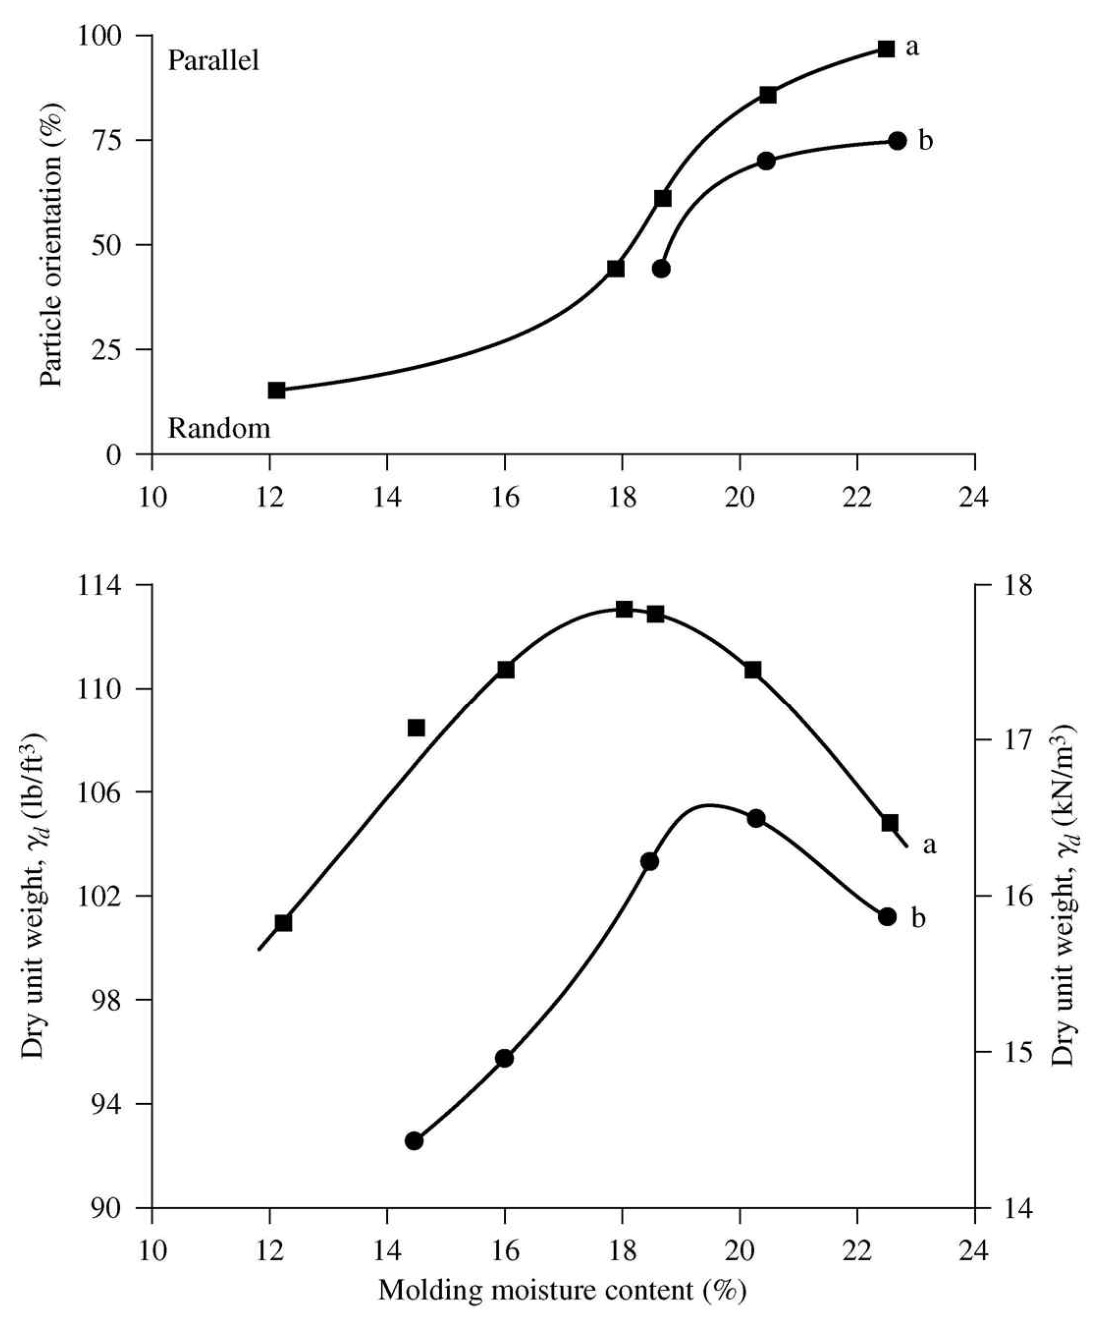 100
Parallel
a
75
b
50
25
Random
0
10 12 14 16 18 20 22 24
Particle orientation (%)
114 18
110
17
106
a
102 16
b
98
15
94
90 14
10 12 14 16 18 20 22 24
Dry unit weight, γd (lb/ft³)
Dry unit weight, γd (kN/m³)
Molding moisture content (%)